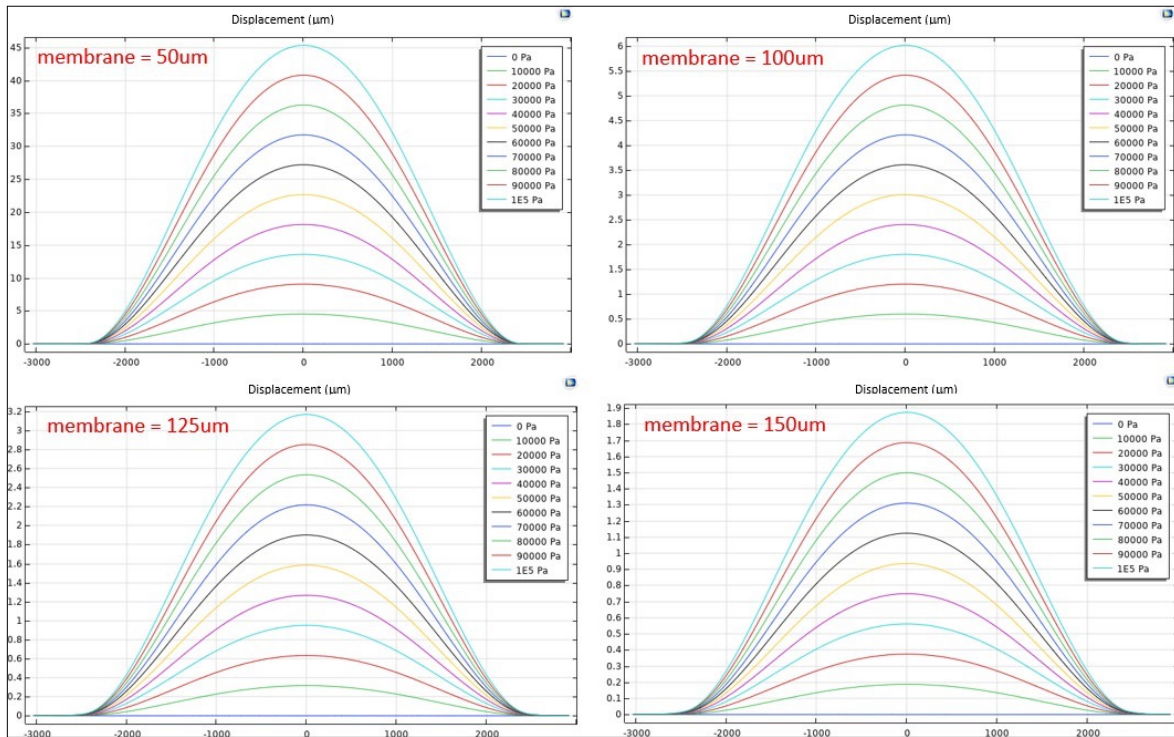 Displacement (µm)
membrane = 50um
45
40
35
30
25
20
15
10
5
0
-3000 -2000 -1000 0 1000 2000
0 Pa
10000 Pa
20000 Pa
30000 Pa
40000 Pa
50000 Pa
60000 Pa
70000 Pa
80000 Pa
90000 Pa
1E5 Pa
Displacement (µm)
membrane = 100um
6
5.5
5
4.5
4
3.5
3
2.5
2
1.5
1
0.5
0
-3000 -2000 -1000 0 1000 2000
0 Pa
10000 Pa
20000 Pa
30000 Pa
40000 Pa
50000 Pa
60000 Pa
70000 Pa
80000 Pa
90000 Pa
1E5 Pa
Displacement (µm)
membrane = 125um
3.2
3
2.8
2.6
2.4
2.2
2
1.8
1.6
1.4
1.2
1
0.8
0.6
0.4
0.2
0
-3000 -2000 -1000 0 1000 2000
0 Pa
10000 Pa
20000 Pa
30000 Pa
40000 Pa
50000 Pa
60000 Pa
70000 Pa
80000 Pa
90000 Pa
1E5 Pa
Displacement (µm)
membrane = 150um
1.9
1.8
1.7
1.6
1.5
1.4
1.3
1.2
1.1
1
0.9
0.8
0.7
0.6
0.5
0.4
0.3
0.2
0.1
0
-3000 -2000 -1000 0 1000 2000
0 Pa
10000 Pa
20000 Pa
30000 Pa
40000 Pa
50000 Pa
60000 Pa
70000 Pa
80000 Pa
90000 Pa
1E5 Pa